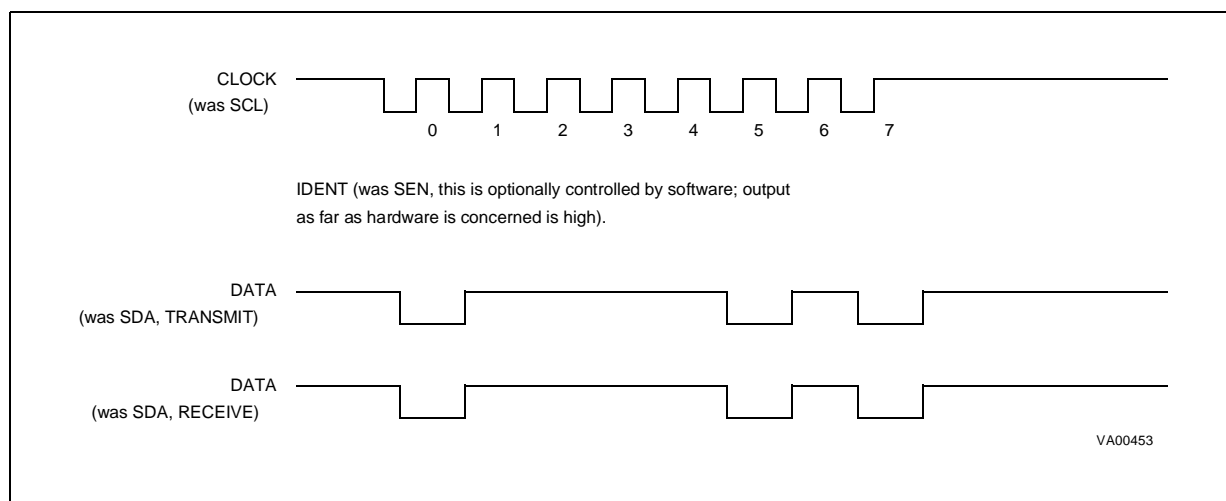 CLOCK
(was SCL)
0 1 2 3 4 5 6 7
IDENT (was SEN, this is optionally controlled by software; output
as far as hardware is concerned is high).
DATA
(was SDA, TRANSMIT)
DATA
(was SDA, RECEIVE)
VA00453